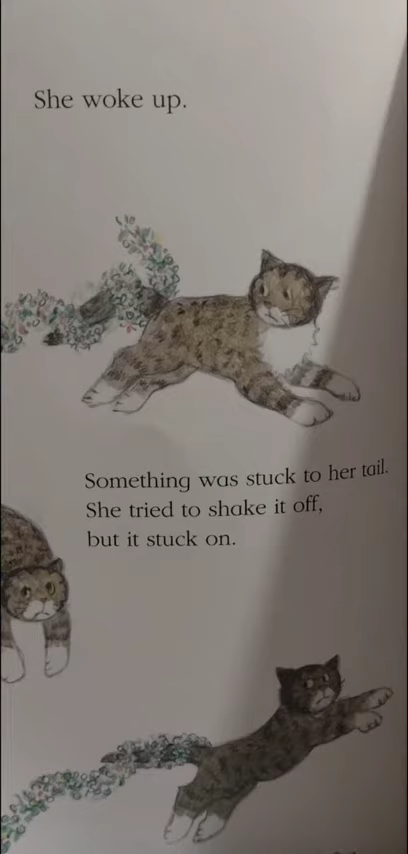 She woke up.
Something was stuck to her tail.
She tried to shake it off,
but it stuck on.